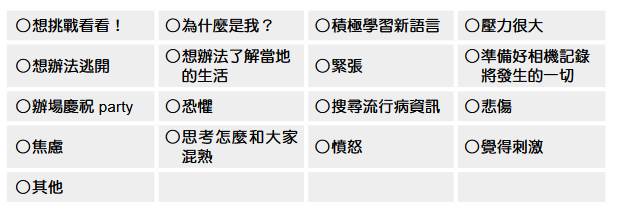 ○想挑戰看看！
○為什麼是我？
○積極學習新語言
○壓力很大
○想辦法逃開
○想辦法了解當地
的生活
○緊張
○準備好相機記錄
將發生的一切
○辦場慶祝 party
○恐懼
○搜尋流行病資訊
○悲傷
○焦慮
○思考怎麼和大家
混熟
○憤怒
○覺得刺激
○其他